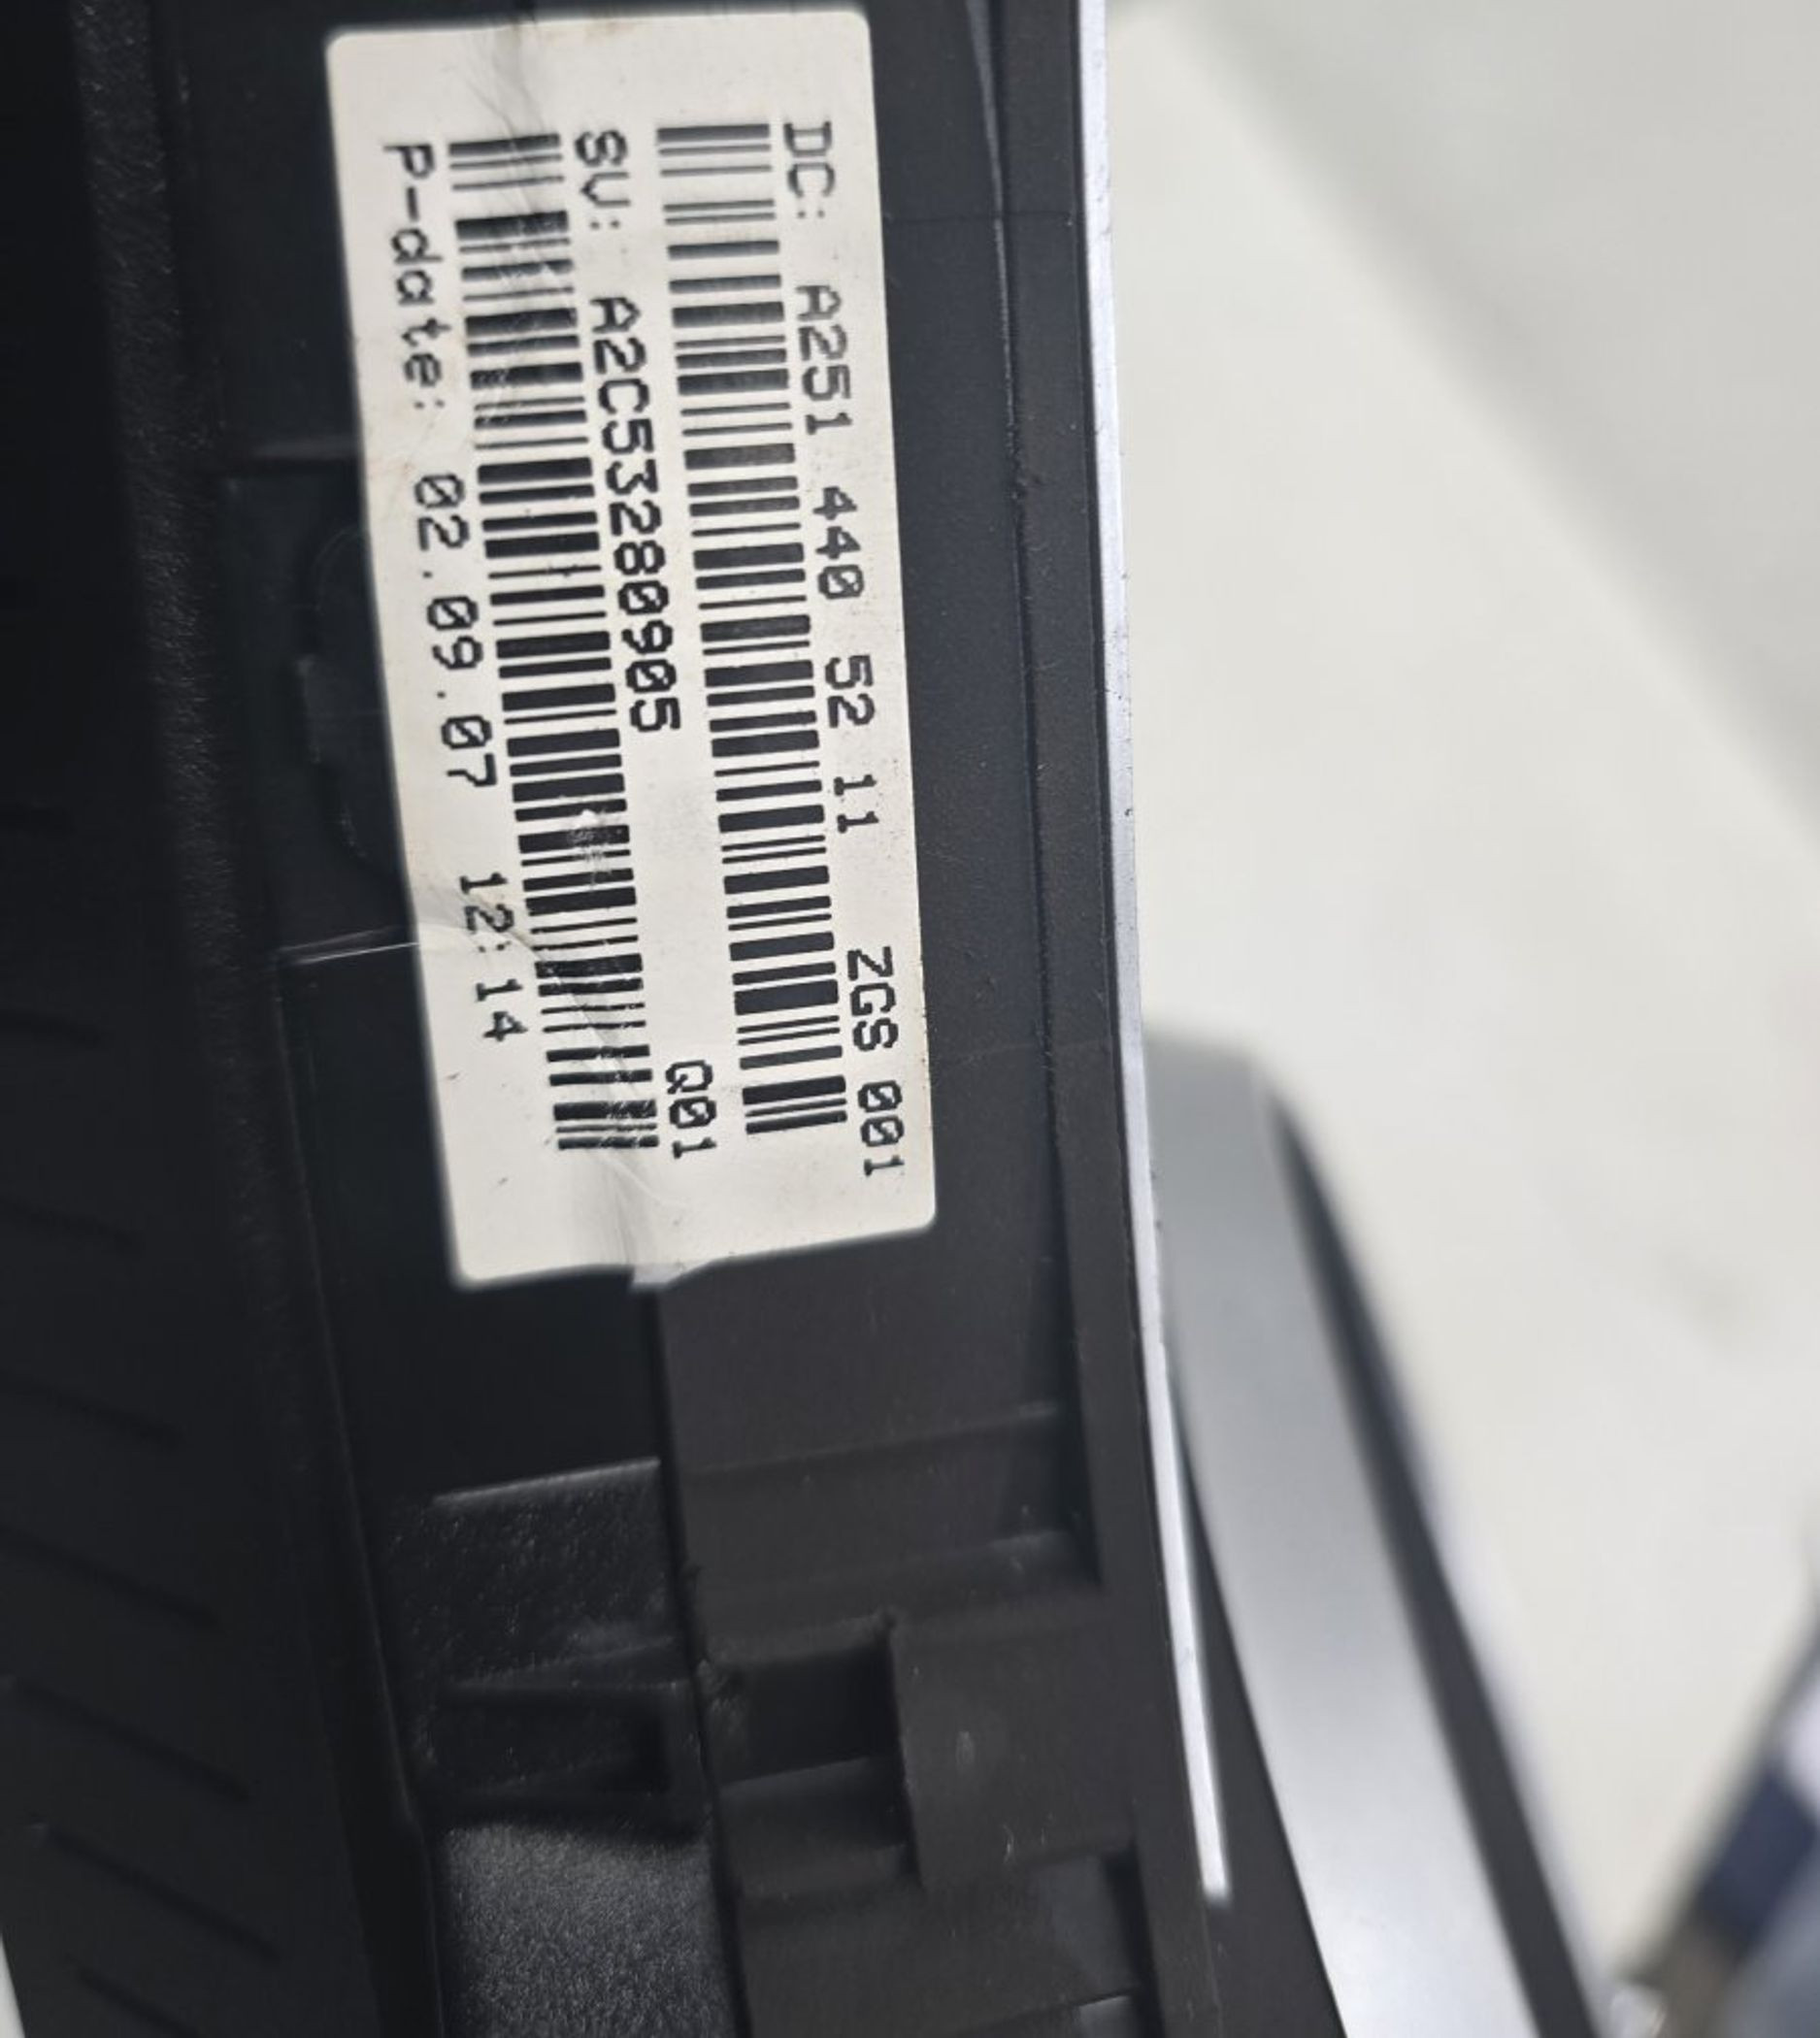 DC: A251 440 52 11 ZGS 001
SV: A2C53280905 Q01
P-date: 02.09.07 12:14